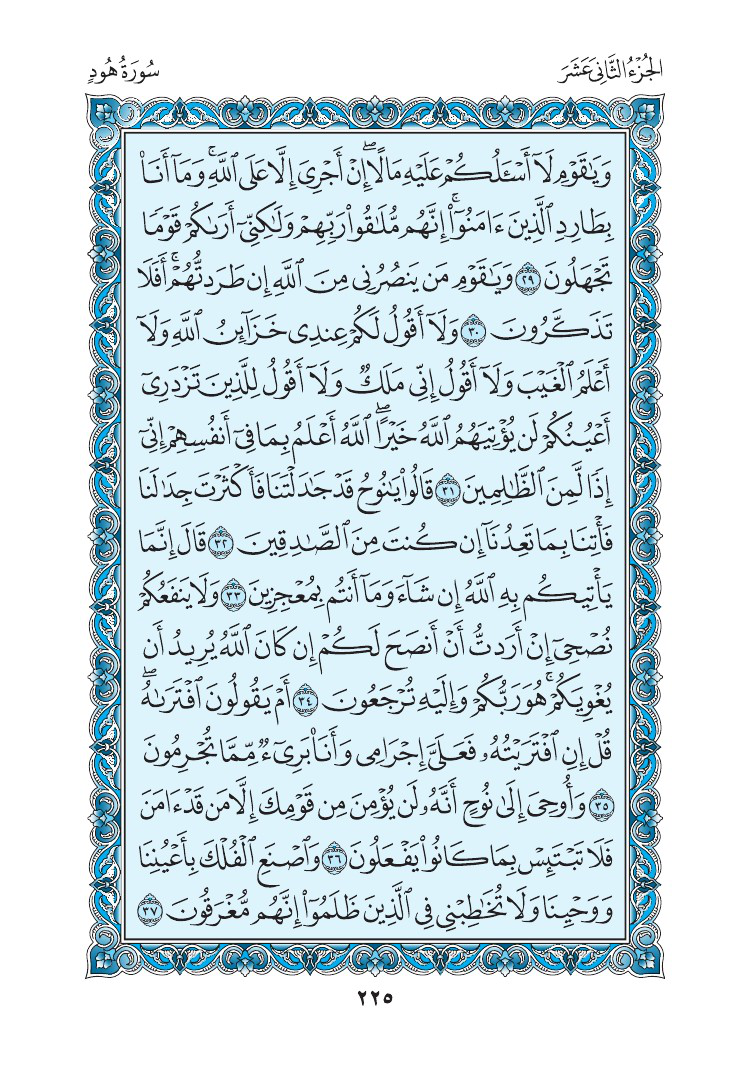 الجُزْءُ الثَّانِى عَشَرَ
سُورَةُ هُودٍ
وَيَٰقَوْمِ لَآ أَسْـَٔلُكُمْ عَلَيْهِ مَالًاۖ إِنْ أَجْرِىَ إِلَّا عَلَى ٱللَّهِۚ وَمَآ أَنَا۠
بِطَارِدِ ٱلَّذِينَ ءَامَنُوٓا۟ۚ إِنَّهُم مُّلَٰقُوا۟ رَبِّهِمْ وَلَٰكِنِّىٓ أَرَىٰكُمْ قَوْمًا
تَجْهَلُونَ ٢٩ وَيَٰقَوْمِ مَن يَنصُرُنِى مِنَ ٱللَّهِ إِن طَرَدتُّهُمْۚ أَفَلَا
تَذَكَّرُونَ ٣٠ وَلَآ أَقُولُ لَكُمْ عِندِى خَزَآئِنُ ٱللَّهِ وَلَآ
أَعْلَمُ ٱلْغَيْبَ وَلَآ أَقُولُ إِنِّى مَلَكٌ وَلَآ أَقُولُ لِلَّذِينَ تَزْدَرِىٓ
أَعْيُنُكُمْ لَن يُؤْتِيَهُمُ ٱللَّهُ خَيْرًاۖ ٱللَّهُ أَعْلَمُ بِمَا فِىٓ أَنفُسِهِمْ إِنِّىٓ
إِذًا لَّمِنَ ٱلظَّٰلِمِينَ ٣١ قَالُوا۟ يَٰنُوحُ قَدْ جَٰدَلْتَنَا فَأَكْثَرْتَ جِدَٰلَنَا
فَأْتِنَا بِمَا تَعِدُنَآ إِن كُنتَ مِنَ ٱلصَّٰدِقِينَ ٣٢ قَالَ إِنَّمَا
يَأْتِيكُم بِهِ ٱللَّهُ إِن شَآءَ وَمَآ أَنتُم بِمُعْجِزِينَ ٣٣ وَلَا يَنفَعُكُمْ
نُصْحِىٓ إِنْ أَرَدتُّ أَنْ أَنصَحَ لَكُمْ إِن كَانَ ٱللَّهُ يُرِيدُ أَن
يُغْوِيَكُمْۚ هُوَ رَبُّكُمْ وَإِلَيْهِ تُرْجَعُونَ ٣٤ أَمْ يَقُولُونَ ٱفْتَرَىٰهُۖ
قُلْ إِنِ ٱفْتَرَيْتُهُۥ فَعَلَىَّ إِجْرَامِى وَأَنَا۠ بَرِىٓءٌ مِّمَّا تُجْرِمُونَ
٣٥ وَأُوحِىَ إِلَىٰ نُوحٍ أَنَّهُۥ لَن يُؤْمِنَ مِن قَوْمِكَ إِلَّا مَن قَدْ ءَامَنَ
فَلَا تَبْتَئِسْ بِمَا كَانُوا۟ يَفْعَلُونَ ٣٦ وَٱصْنَعِ ٱلْفُلْكَ بِأَعْيُنِنَا
وَوَحْيِنَا وَلَا تُخَٰطِبْنِى فِى ٱلَّذِينَ ظَلَمُوٓا۟ إِنَّهُم مُّغْرَقُونَ ٣٧
٢٢٥